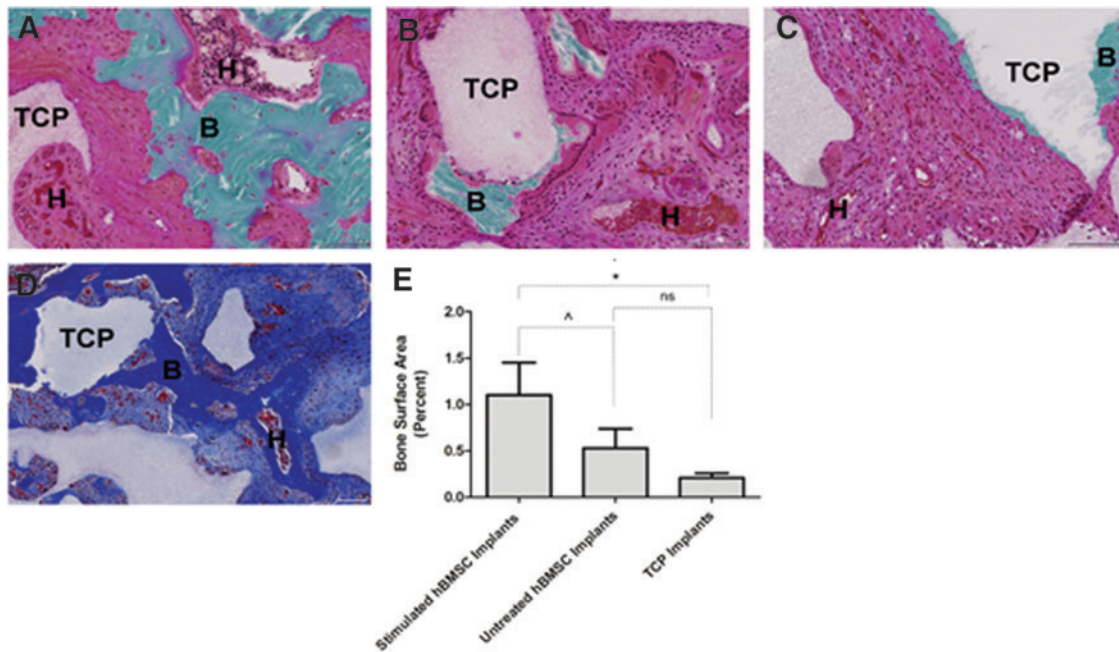 A
H
TCP
B
H
B
TCP
B
H
C
TCP
B
H
D
TCP
B
H
E
*
ns
^
2.0
1.5
1.0
0.5
0.0
Bone Surface Area
(Percent)
Stimulated hBMSC Implants
Untreated hBMSC Implants
TCP Implants